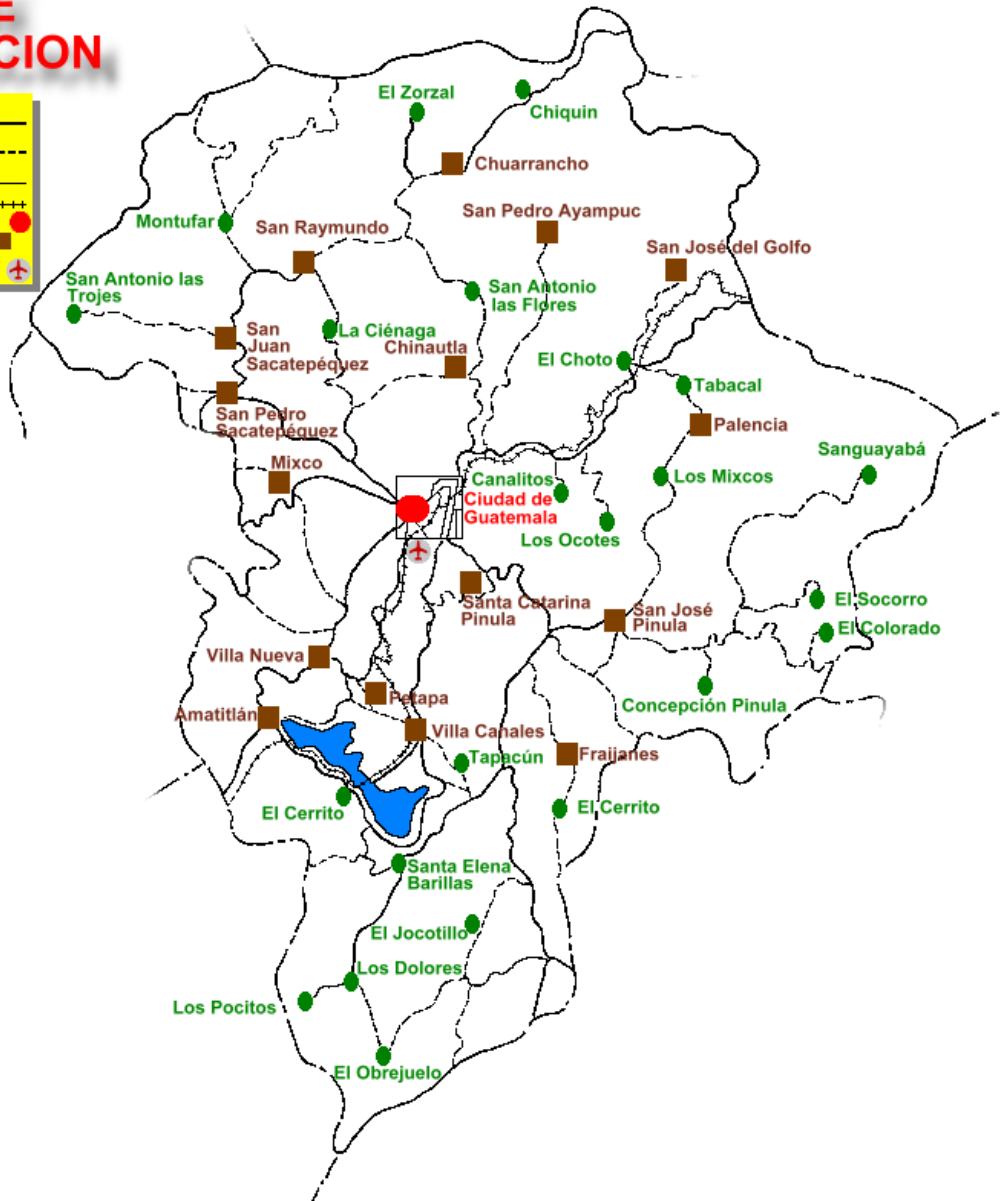 E
CION
El Zorzal
Chiquin
Chuarrancho
San Pedro Ayampuc
Montufar
San Raymundo
San José del Golfo
San Antonio las
Trojes
San Antonio
las Flores
San
Juan
Sacatepéquez
La Ciénaga
Chinautla
El Choto
Tabacal
San Pedro
Sacatepéquez
Palencia
Mixco
Sanguayabá
Canalitos
Los Mixcos
Ciudad de
Guatemala
Los Ocotes
Santa Catarina
Pinula
San José
Pinula
El Socorro
El Colorado
Villa Nueva
Petapa
Concepción Pinula
Amatitlán
Villa Canales
Tapacún
Fraijanes
El Cerrito
El Cerrito
Santa Elena
Barillas
El Jocotillo
Los Dolores
Los Pocitos
El Obrejuelo